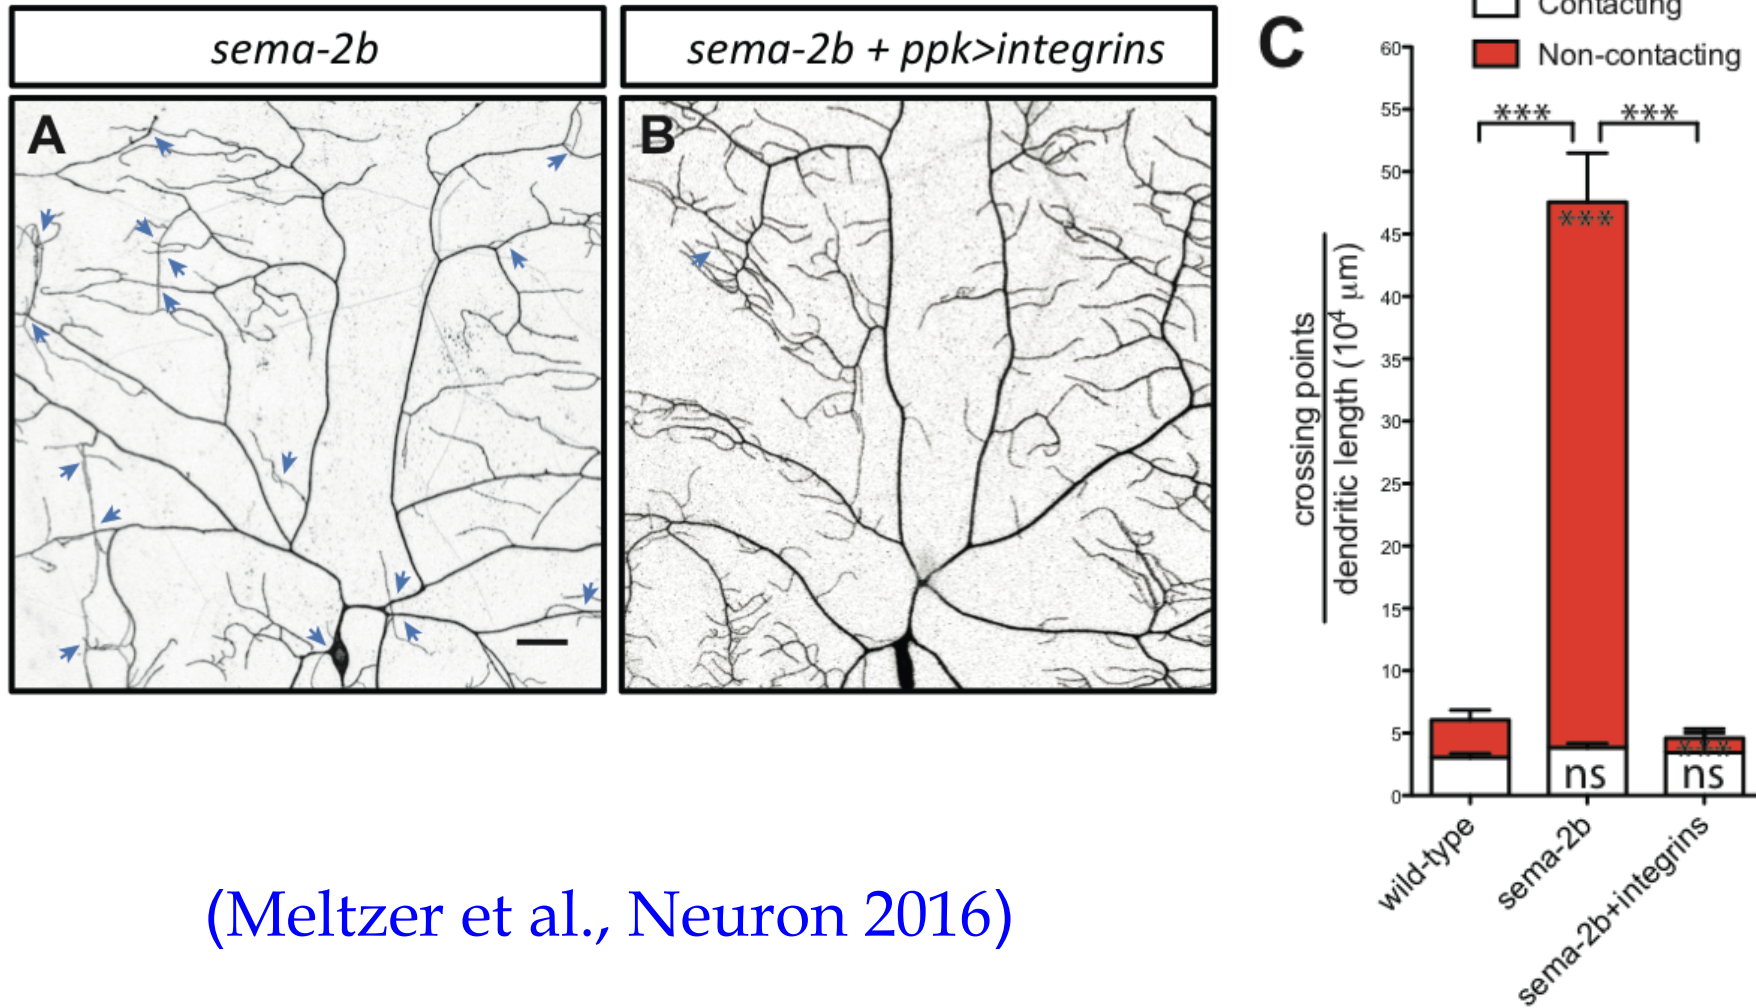 sema-2b
sema-2b + ppk>integrins
A
B
C
Contacting
Non-contacting
60
55
50
45
40
35
30
25
20
15
10
5
0
*** ***
***
***
ns
ns
crossing points
dendritic length (10⁴ μm)
wild-type
sema-2b
sema-2b+integrins
(Meltzer et al., Neuron 2016)